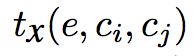 t_X(e, c_i, c_j)